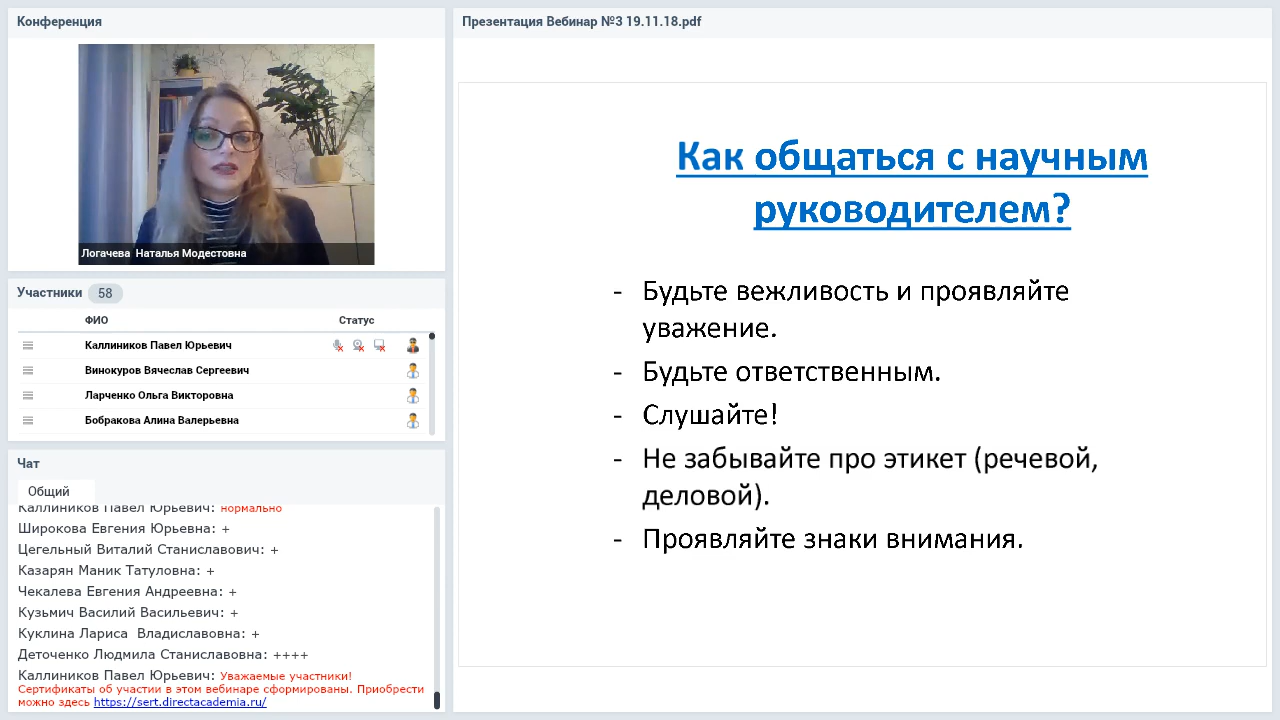 Конференция
Логачева  Наталья Модестовна
Участники 58
ФИО Статус
Каллиников Павел Юрьевич
Винокуров Вячеслав Сергеевич
Ларченко Ольга Викторовна
Бобракова Алина Валерьевна
Чат
Общий
Каллиников Павел Юрьевич: нормально
Широкова Евгения Юрьевна: +
Цегельный Виталий Станиславович: +
Казарян Маник Татуловна: +
Чекалева Евгения Андреевна: +
Кузьмич Василий Васильевич: +
Куклина Лариса  Владиславовна: +
Деточенко Людмила Станиславовна: ++++
Каллиников Павел Юрьевич: Уважаемые участники!
Сертификаты об участии в этом вебинаре сформированы. Приобрести
можно здесь https://sert.directacademia.ru/
Презентация Вебинар №3 19.11.18.pdf
Как общаться с научным
руководителем?
- Будьте вежливость и проявляйте
уважение.
- Будьте ответственным.
- Слушайте!
- Не забывайте про этикет (речевой,
деловой).
- Проявляйте знаки внимания.